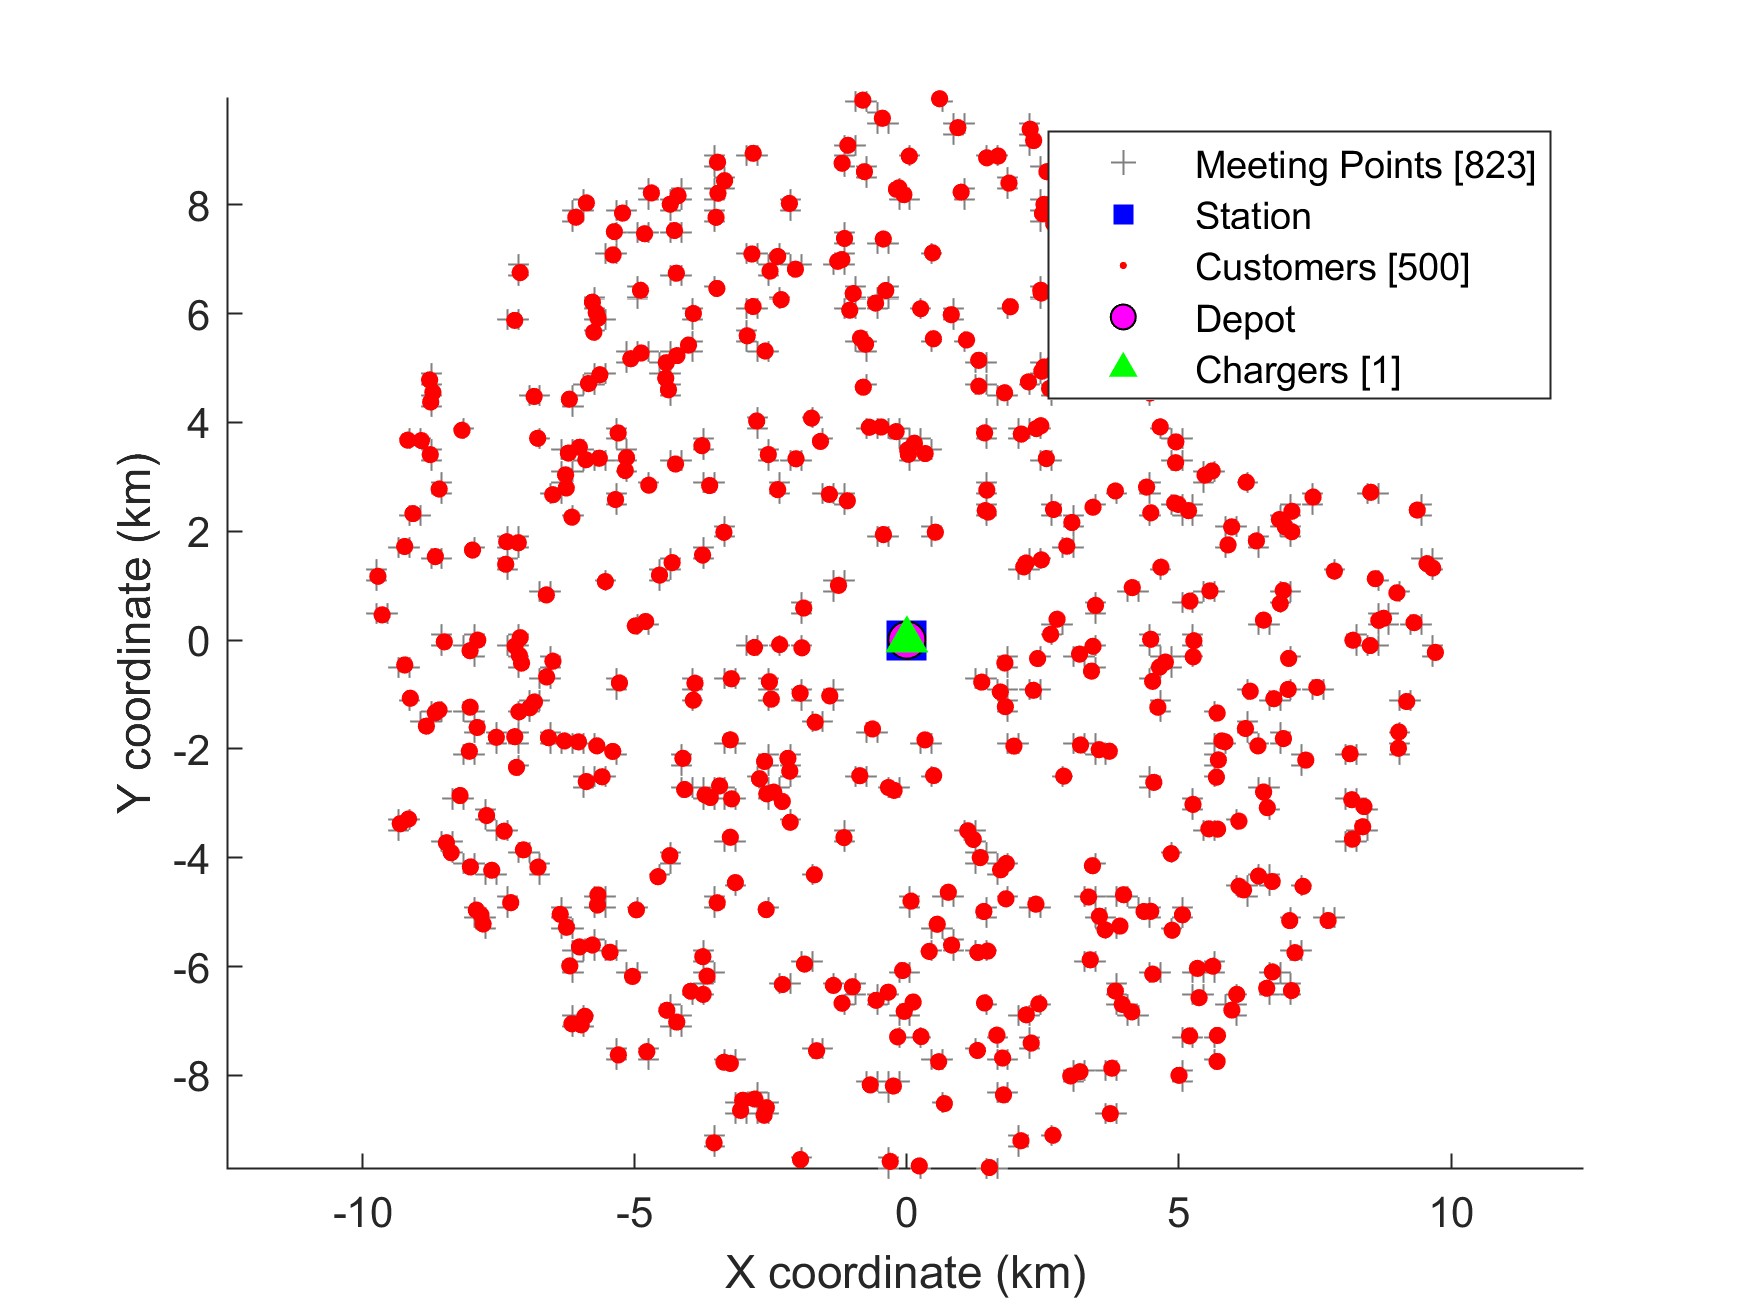 Meeting Points [823]
Station
Customers [500]
Depot
Chargers [1]
8
6
4
2
0
-2
-4
-6
-8
Y coordinate (km)
-10 -5 0 5 10
X coordinate (km)